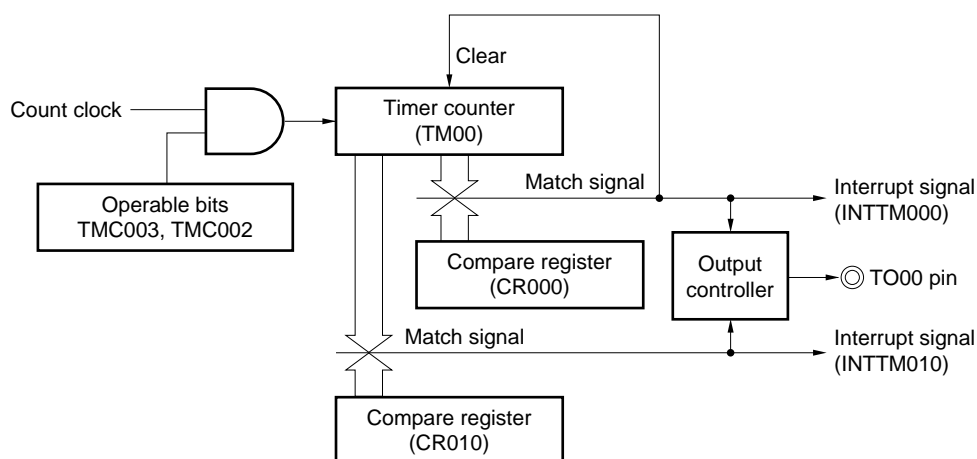 Clear
Count clock
Timer counter
(TM00)
Operable bits
TMC003, TMC002
Match signal
Interrupt signal
(INTTM000)
Compare register
(CR000)
Output
controller
TO00 pin
Match signal
Interrupt signal
(INTTM010)
Compare register
(CR010)